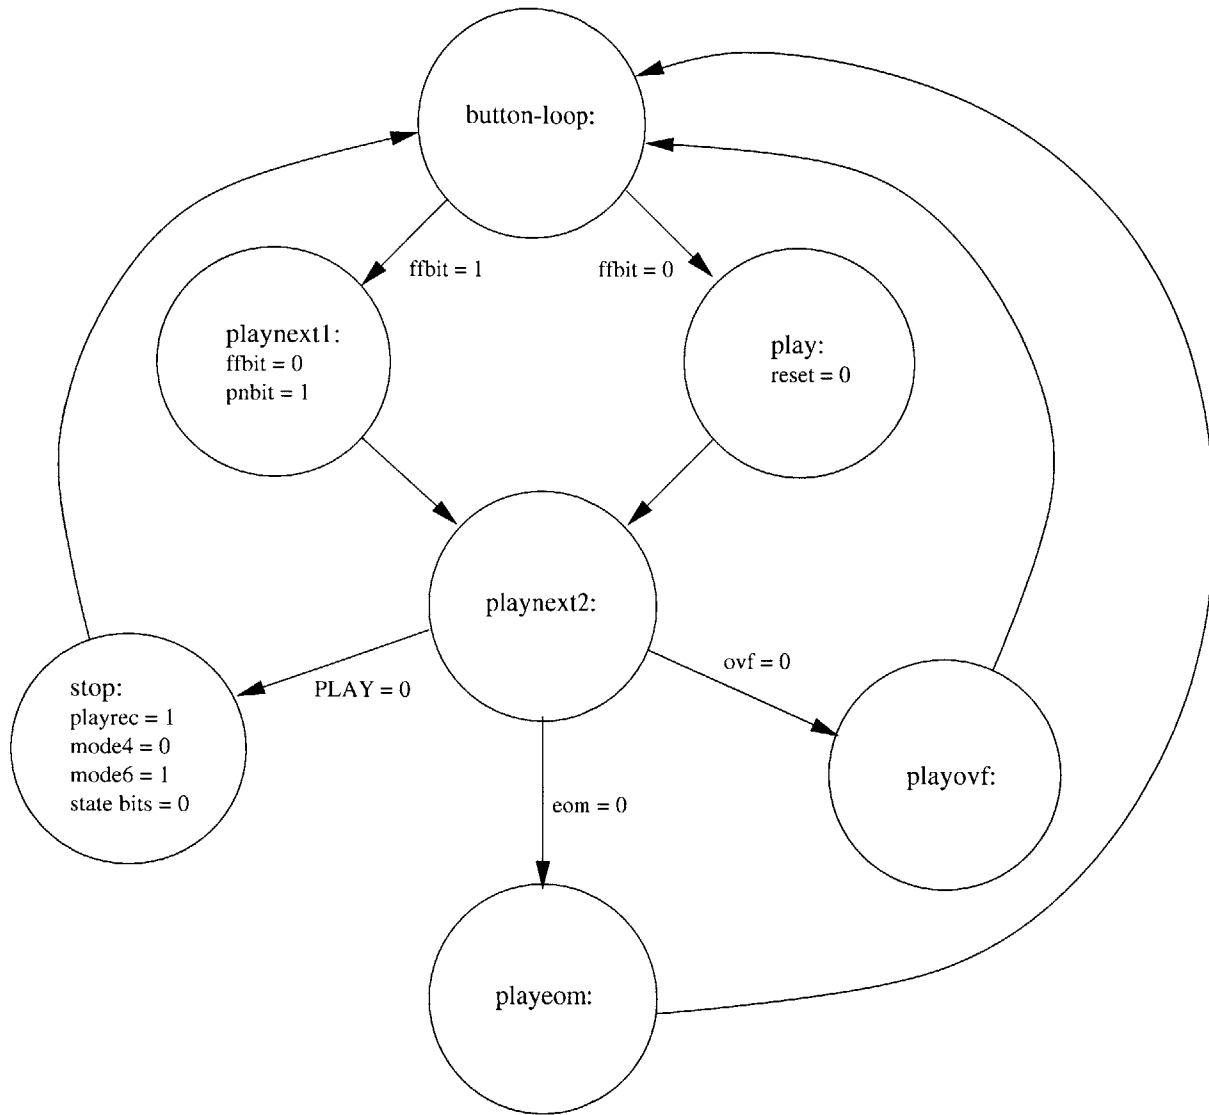 button-loop:
ffbit = 1
ffbit = 0
playnext1:
ffbit = 0
pnbit = 1
play:
reset = 0
playnext2:
PLAY = 0
ovf = 0
stop:
playrec = 1
mode4 = 0
mode6 = 1
state bits = 0
eom = 0
playovf:
playeom: